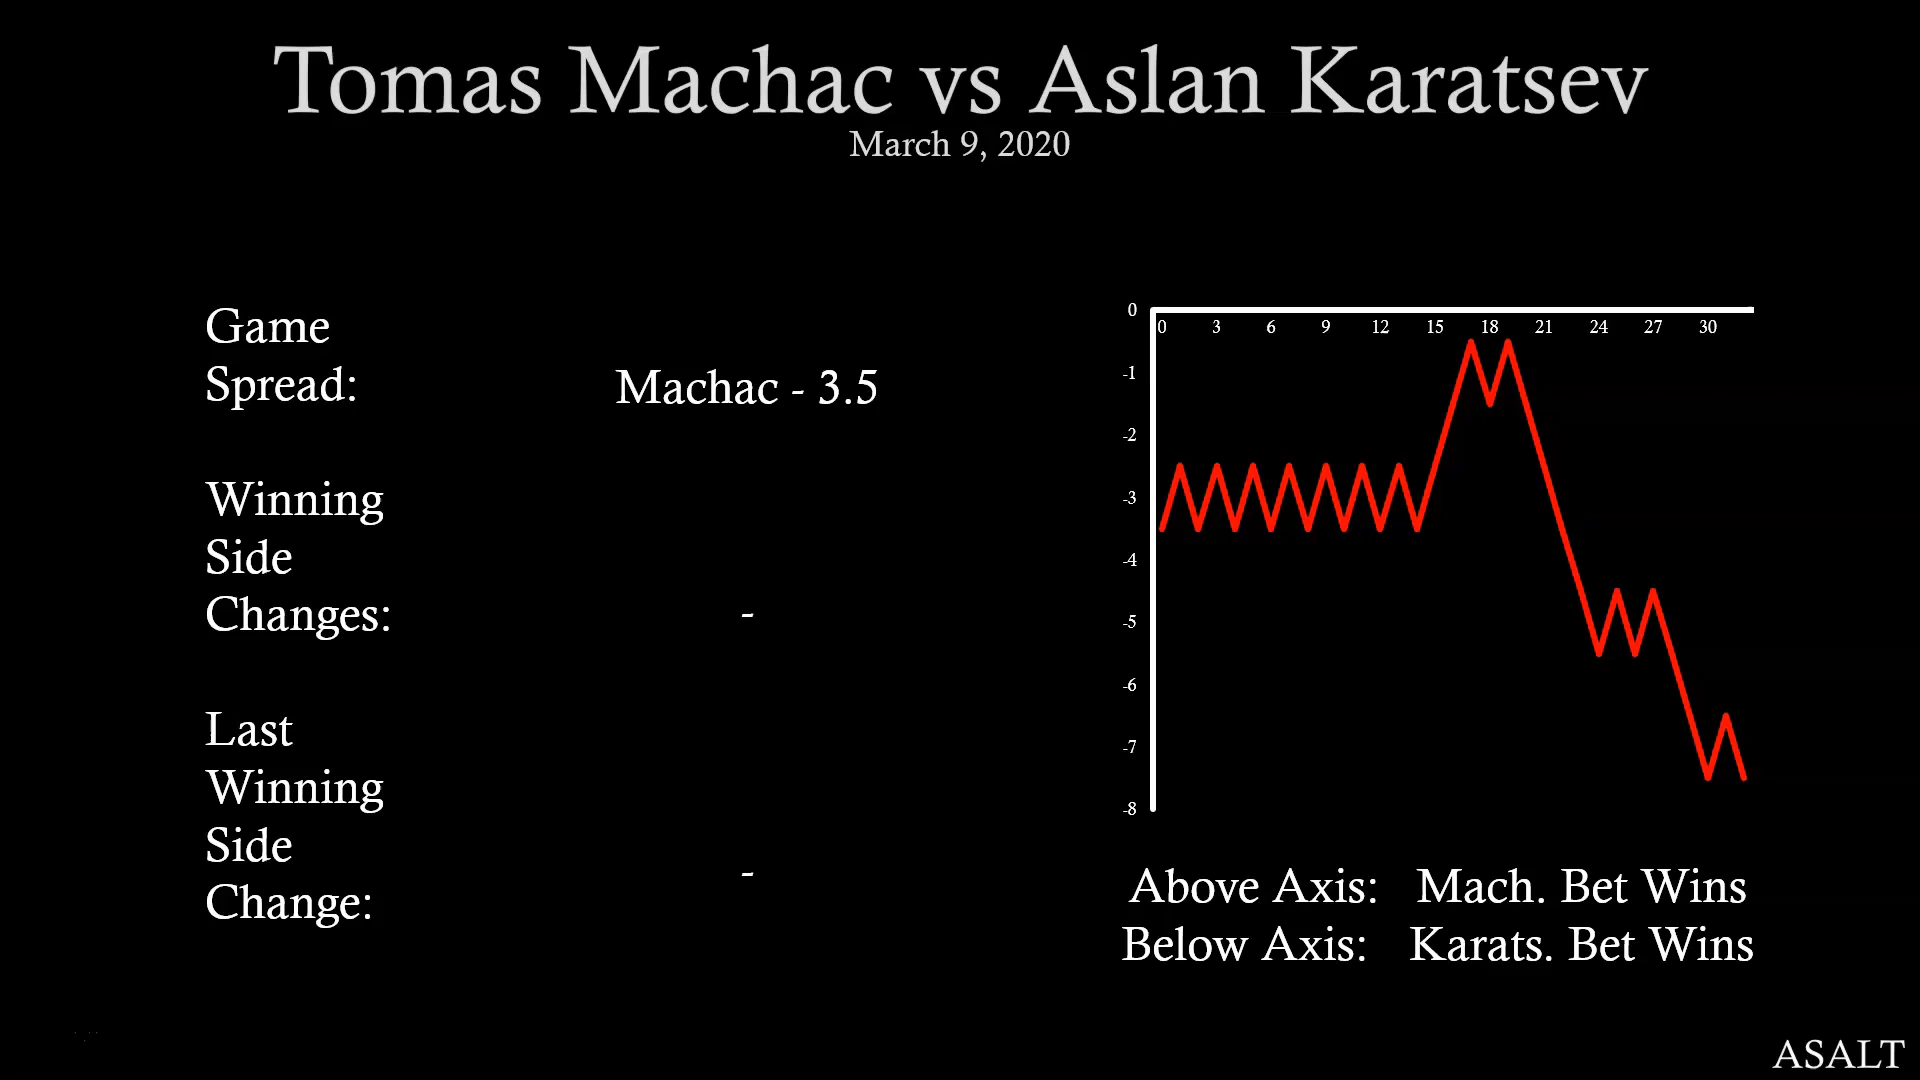 Tomas Machac vs Aslan Karatsev
March 9, 2020
Game
Spread:
Machac - 3.5
Winning
Side
Changes:
-
Last
Winning
Side
Change:
-
0
0 3 6 9 12 15 18 21 24 27 30
-1
-2
-3
-4
-5
-6
-7
-8
Above Axis: Mach. Bet Wins
Below Axis: Karats. Bet Wins
ASALT